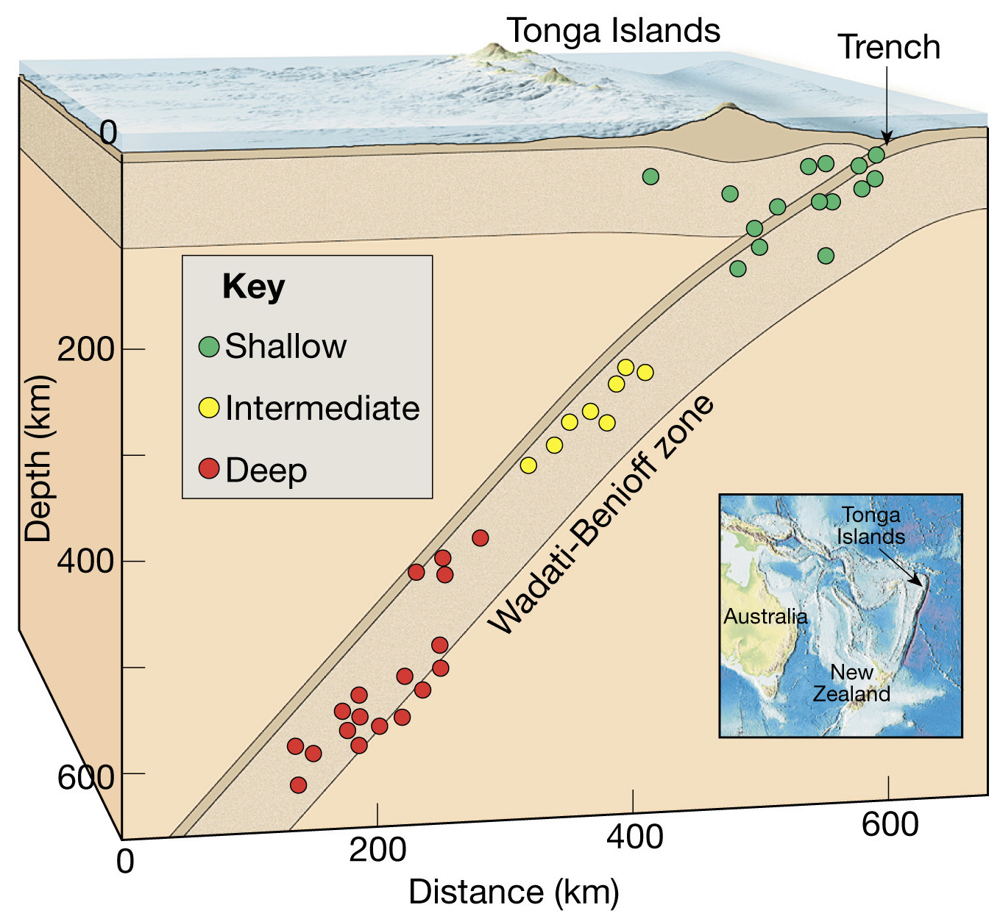 Tonga Islands
Trench
0
Key
Shallow
Intermediate
Deep
200
400
600
Depth (km)
Wadati-Benioff zone
Tonga
Islands
Australia
New
Zealand
0
200
400
600
Distance (km)